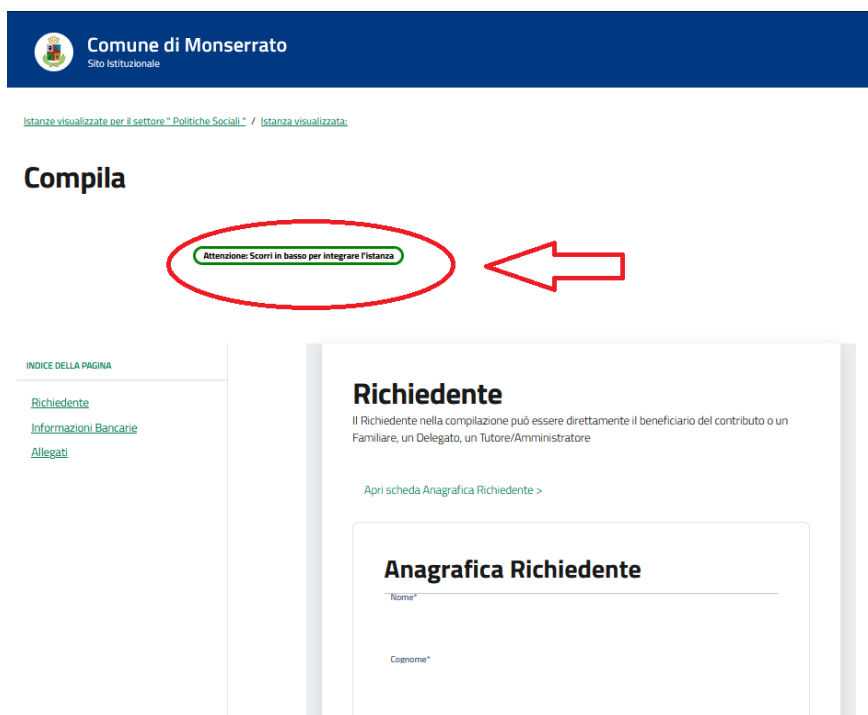 Comune di Monserrato
Sito Istituzionale
Istanze visualizzate per il settore " Politiche Sociali " / Istanza visualizzata:
Compila
Attenzione: Scorri in basso per integrare l'istanza
INDICE DELLA PAGINA
Richiedente
Informazioni Bancarie
Allegati
Richiedente
Il Richiedente nella compilazione può essere direttamente il beneficiario del contributo o un
Familiare, un Delegato, un Tutore/Amministratore
Apri scheda Anagrafica Richiedente >
Anagrafica Richiedente
Nome*
Cognome*